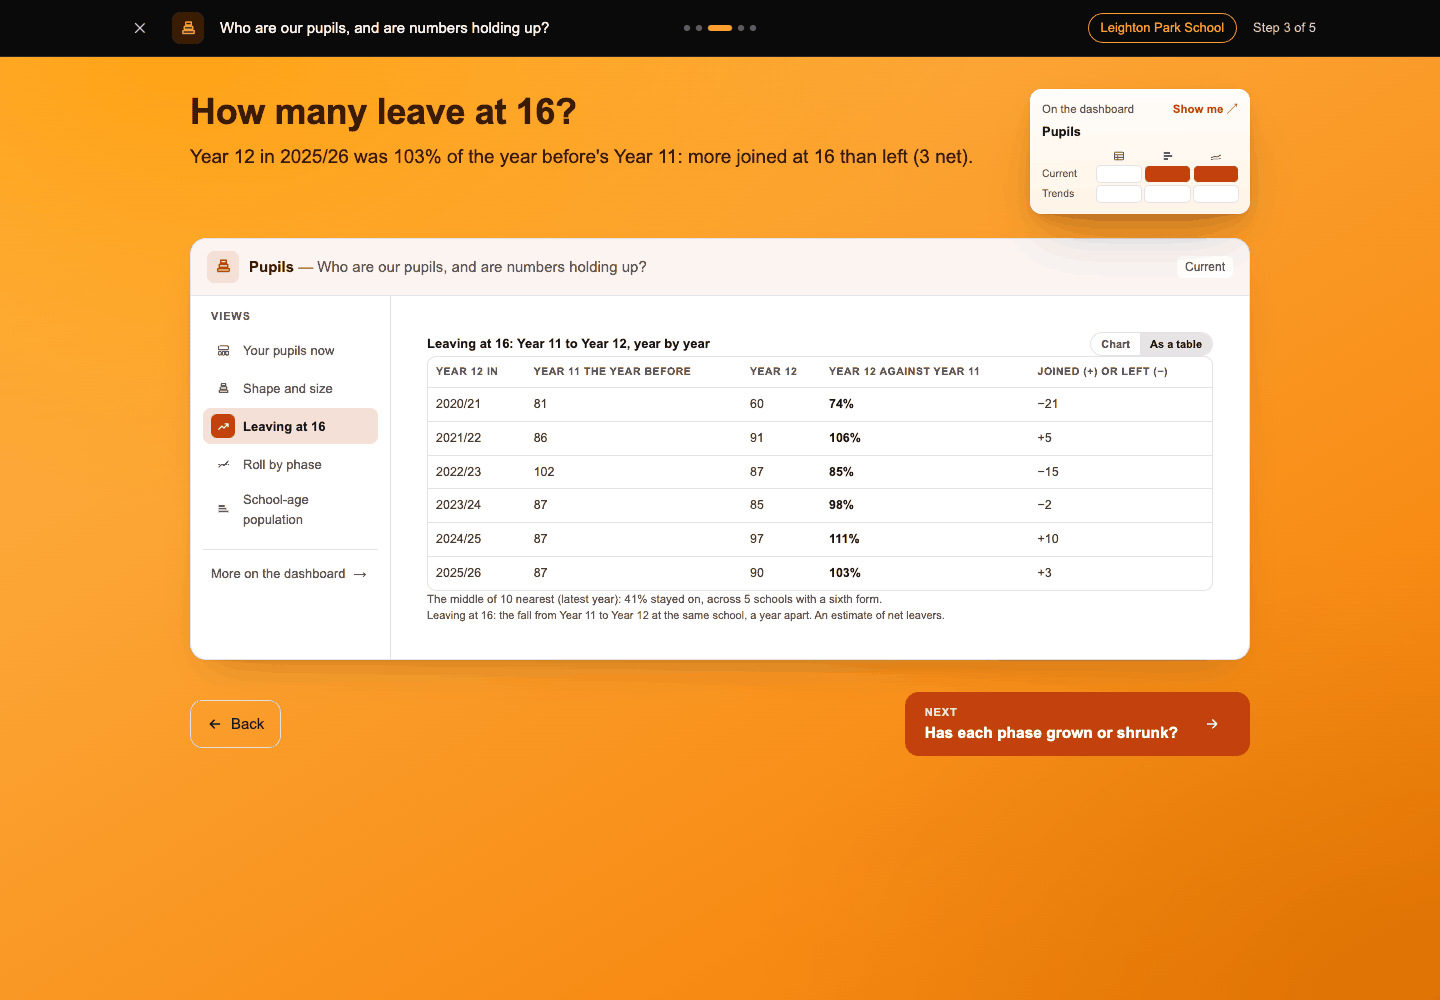 Who are our pupils, and are numbers holding up?
Leighton Park School
Step 3 of 5
How many leave at 16?
Year 12 in 2025/26 was 103% of the year before's Year 11: more joined at 16 than left (3 net).
On the dashboard
Show me
Pupils
Current
Trends
Pupils — Who are our pupils, and are numbers holding up?
Current
VIEWS
Your pupils now
Shape and size
Leaving at 16
Roll by phase
School-age
population
More on the dashboard →
Leaving at 16: Year 11 to Year 12, year by year
Chart
As a table
YEAR 12 IN YEAR 11 THE YEAR BEFORE YEAR 12 YEAR 12 AGAINST YEAR 11 JOINED (+) OR LEFT (−)
2020/21 81 60 74% −21
2021/22 86 91 106% +5
2022/23 102 87 85% −15
2023/24 87 85 98% −2
2024/25 87 97 111% +10
2025/26 87 90 103% +3
The middle of 10 nearest (latest year): 41% stayed on, across 5 schools with a sixth form.
Leaving at 16: the fall from Year 11 to Year 12 at the same school, a year apart. An estimate of net leavers.
← Back
NEXT
Has each phase grown or shrunk? →